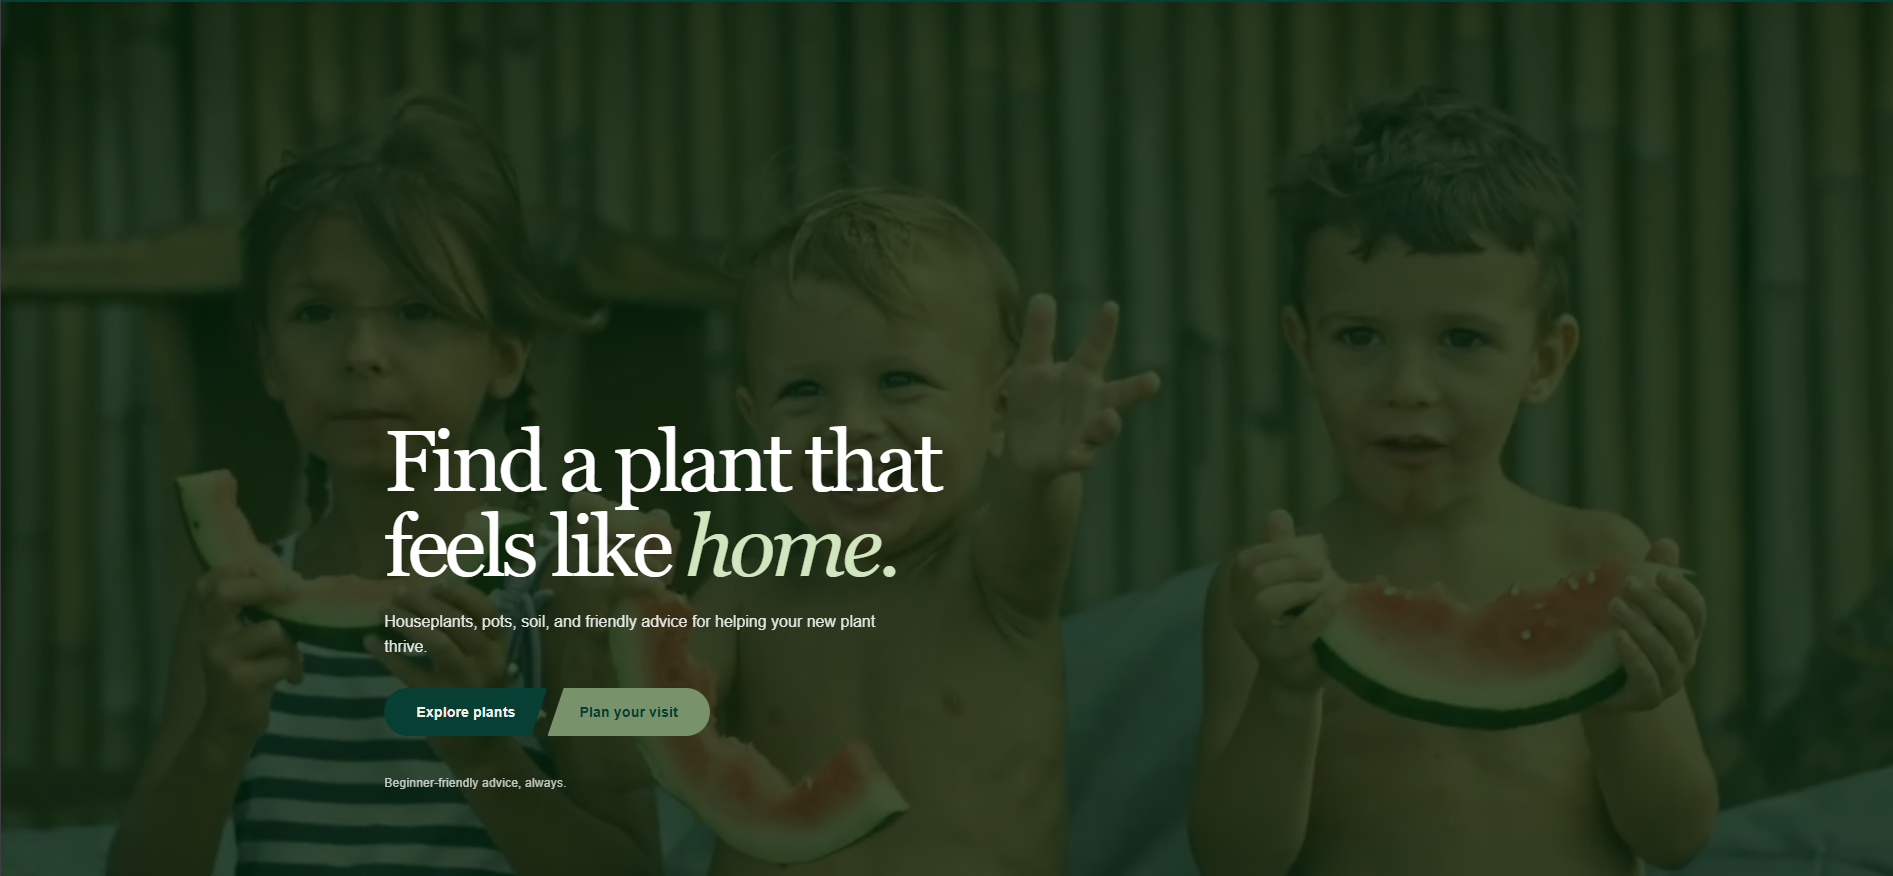 Find a plant that
feels like home.
Houseplants, pots, soil, and friendly advice for helping your new plant
thrive.
Explore plants
Plan your visit
Beginner-friendly advice, always.